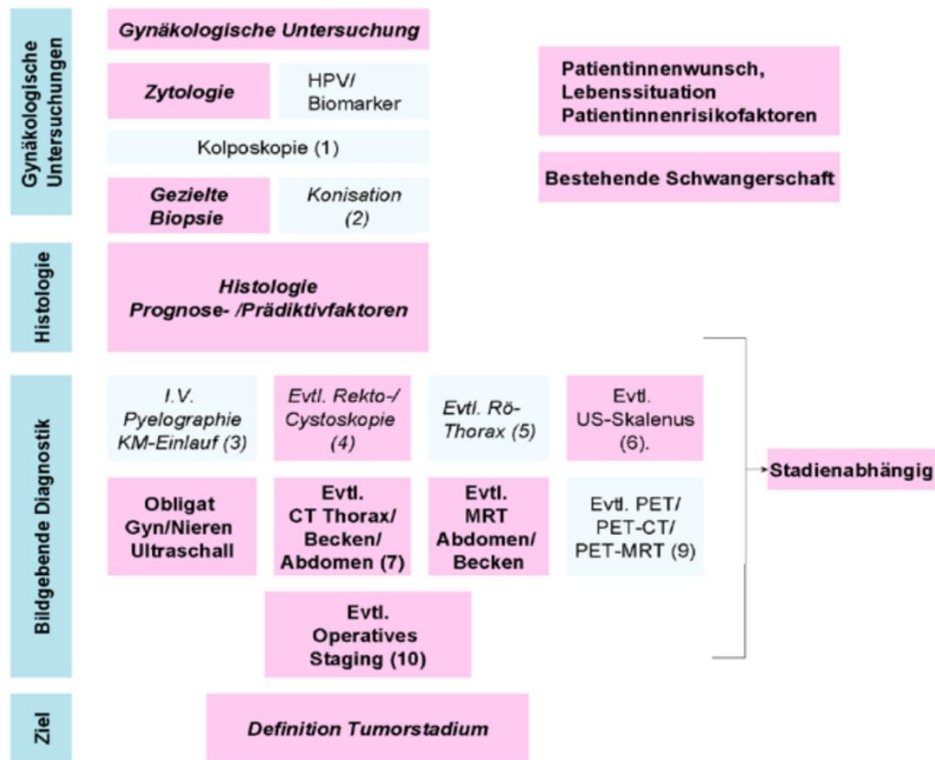 Gynäkologische
Untersuchungen
Gynäkologische Untersuchung
Zytologie
HPV/
Biomarker
Kolposkopie (1)
Gezielte
Biopsie
Konisation
(2)
Patientinnenwunsch,
Lebenssituation
Patientinnenrisikofaktoren
Bestehende Schwangerschaft
Histologie
Histologie
Prognose- /Prädiktivfaktoren
Bildgebende Diagnostik
I.V.
Pyelographie
KM-Einlauf (3)
Evtl. Rekto-/
Cystoskopie
(4)
Evtl. Rö-
Thorax (5)
Evtl.
US-Skalenus
(6).
Obligat
Gyn/Nieren
Ultraschall
Evtl.
CT Thorax/
Becken/
Abdomen (7)
Evtl.
MRT
Abdomen/
Becken
Evtl. PET/
PET-CT/
PET-MRT (9)
Stadienabhängig
Evtl.
Operatives
Staging (10)
Ziel
Definition Tumorstadium